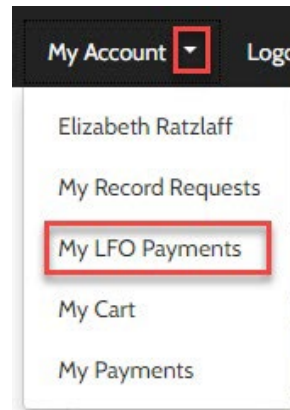 My Account
Elizabeth Ratzlaff
My Record Requests
My LFO Payments
My Cart
My Payments